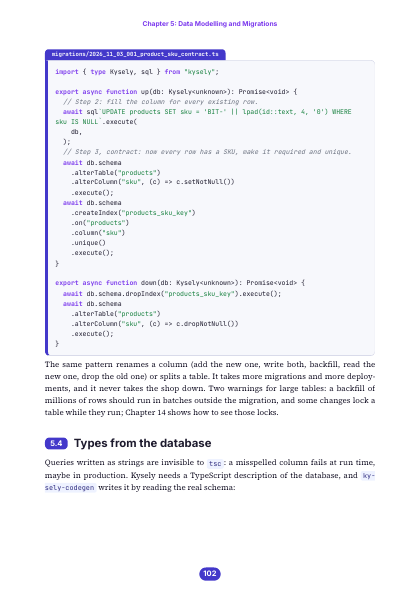 Chapter 5: Data Modelling and Migrations
migrations/2026_11_03_001_product_sku_contract.ts
import { type Kysely, sql } from "kysely";
export async function up(db: Kysely<unknown>): Promise<void> {
// Step 2: fill the column for every existing row.
await sql`UPDATE products SET sku = 'BIT-' || lpad(id::text, 4, '0') WHERE
sku IS NULL`.execute(
db,
);
// Step 3, contract: now every row has a SKU, make it required and unique.
await db.schema
.alterTable("products")
.alterColumn("sku", (c) => c.setNotNull())
.execute();
await db.schema
.createIndex("products_sku_key")
.on("products")
.column("sku")
.unique()
.execute();
}
export async function down(db: Kysely<unknown>): Promise<void> {
await db.schema.dropIndex("products_sku_key").execute();
await db.schema
.alterTable("products")
.alterColumn("sku", (c) => c.dropNotNull())
.execute();
}
The same pattern renames a column (add the new one, write both, backfill, read the
new one, drop the old one) or splits a table. It takes more migrations and more deploy-
ments, and it never takes the shop down. Two warnings for large tables: a backfill of
millions of rows should run in batches outside the migration, and some changes lock a
table while they run; Chapter 14 shows how to see those locks.
5.4 Types from the database
Queries written as strings are invisible to tsc: a misspelled column fails at run time,
maybe in production. Kysely needs a TypeScript description of the database, and ky-
sely-codegen writes it by reading the real schema:
102